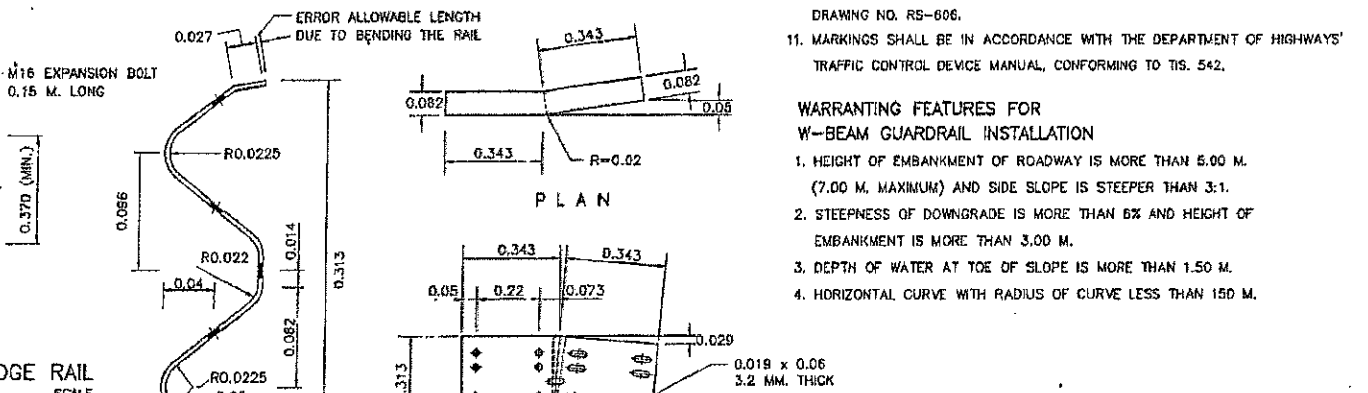 ERROR ALLOWABLE LENGTH
DUE TO BENDING THE RAIL
0.027
M16 EXPANSION BOLT
0.15 M. LONG
R0.0225
0.370 (MIN.)
0.096
R0.022
0.014
0.313
0.04
0.082
DGE RAIL
SCALE
R0.0225
0.343
0.082
0.082
0.05
0.343
R=0.02
PLAN
0.343
0.343
0.05
0.22
0.073
0.029
.313
0.019 x 0.06
3.2 MM. THICK
DRAWING NO. RS-606.
11. MARKINGS SHALL BE IN ACCORDANCE WITH THE DEPARTMENT OF HIGHWAYS'
TRAFFIC CONTROL DEVICE MANUAL, CONFORMING TO TIS. 542.
WARRANTING FEATURES FOR
W-BEAM GUARDRAIL INSTALLATION
1. HEIGHT OF EMBANKMENT OF ROADWAY IS MORE THAN 5.00 M.
(7.00 M. MAXIMUM) AND SIDE SLOPE IS STEEPER THAN 3:1.
2. STEEPNESS OF DOWNGRADE IS MORE THAN 6% AND HEIGHT OF
EMBANKMENT IS MORE THAN 3.00 M.
3. DEPTH OF WATER AT TOE OF SLOPE IS MORE THAN 1.50 M.
4. HORIZONTAL CURVE WITH RADIUS OF CURVE LESS THAN 150 M.